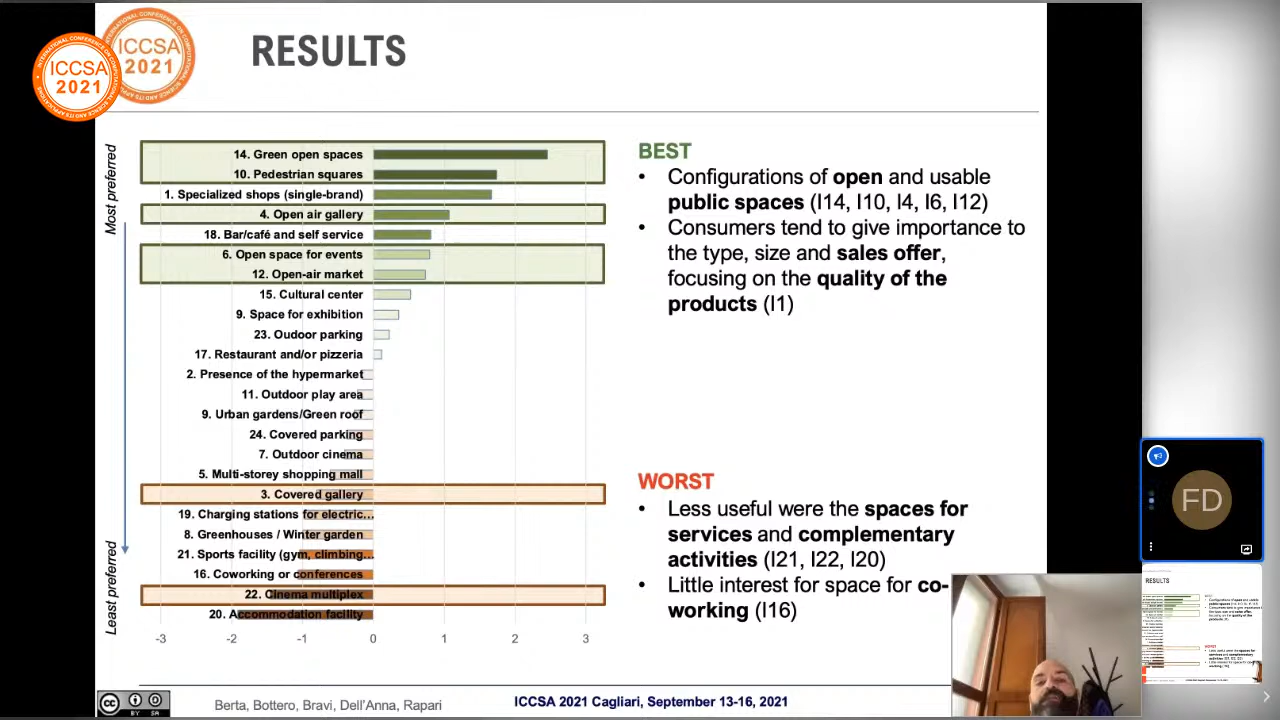 ICCSA
2021
ICCSA
2021
RESULTS
Most preferred
Least preferred
14. Green open spaces
10. Pedestrian squares
1. Specialized shops (single-brand)
4. Open air gallery
18. Bar/café and self service
6. Open space for events
12. Open-air market
15. Cultural center
9. Space for exhibition
23. Oudoor parking
17. Restaurant and/or pizzeria
2. Presence of the hypermarket
11. Outdoor play area
9. Urban gardens/Green roof
24. Covered parking
7. Outdoor cinema
5. Multi-storey shopping mall
3. Covered gallery
19. Charging stations for electric...
8. Greenhouses / Winter garden
21. Sports facility (gym, climbing...
16. Coworking or conferences
22. Cinema multiplex
20. Accommodation facility
-3 -2 -1 0 1 2 3
BEST
• Configurations of open and usable
public spaces (I14, I10, I4, I6, I12)
• Consumers tend to give importance to
the type, size and sales offer,
focusing on the quality of the
products (I1)
WORST
• Less useful were the spaces for
services and complementary
activities (I21, I22, I20)
• Little interest for space for co-
working (I16)
CC BY SA
Berta, Bottero, Bravi, Dell'Anna, Rapari
ICCSA 2021 Cagliari, September 13-16, 2021
FD
RESULTS